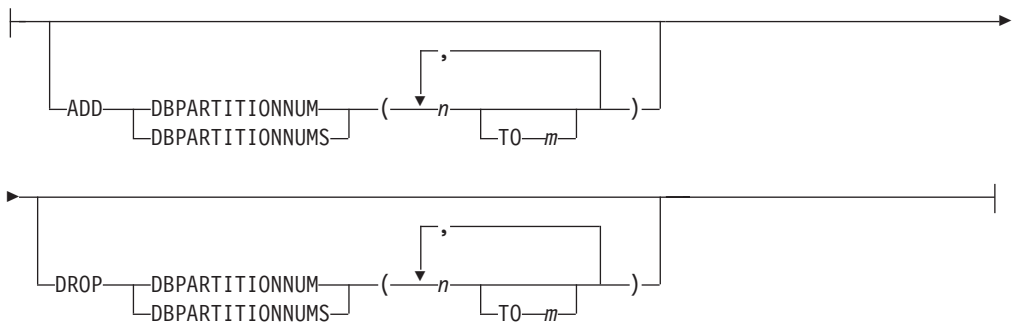 ,
ADD DBPARTITIONNUM ( n )
DBPARTITIONNUMS TO m
,
DROP DBPARTITIONNUM ( n )
DBPARTITIONNUMS TO m